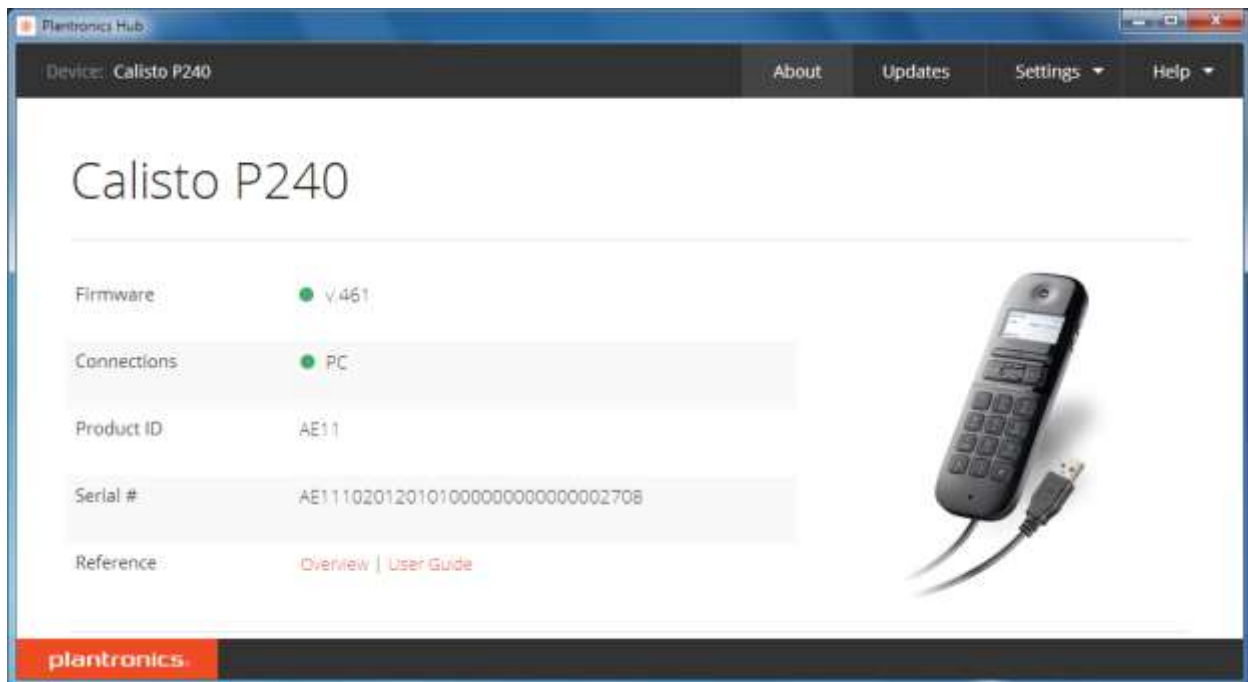 Plantronics Hub
Device: Calisto P240 About Updates Settings Help
Calisto P240
Firmware v.461
Connections PC
Product ID AE11
Serial # AE1110201201010000000000000002708
Reference Overview | User Guide
plantronics.